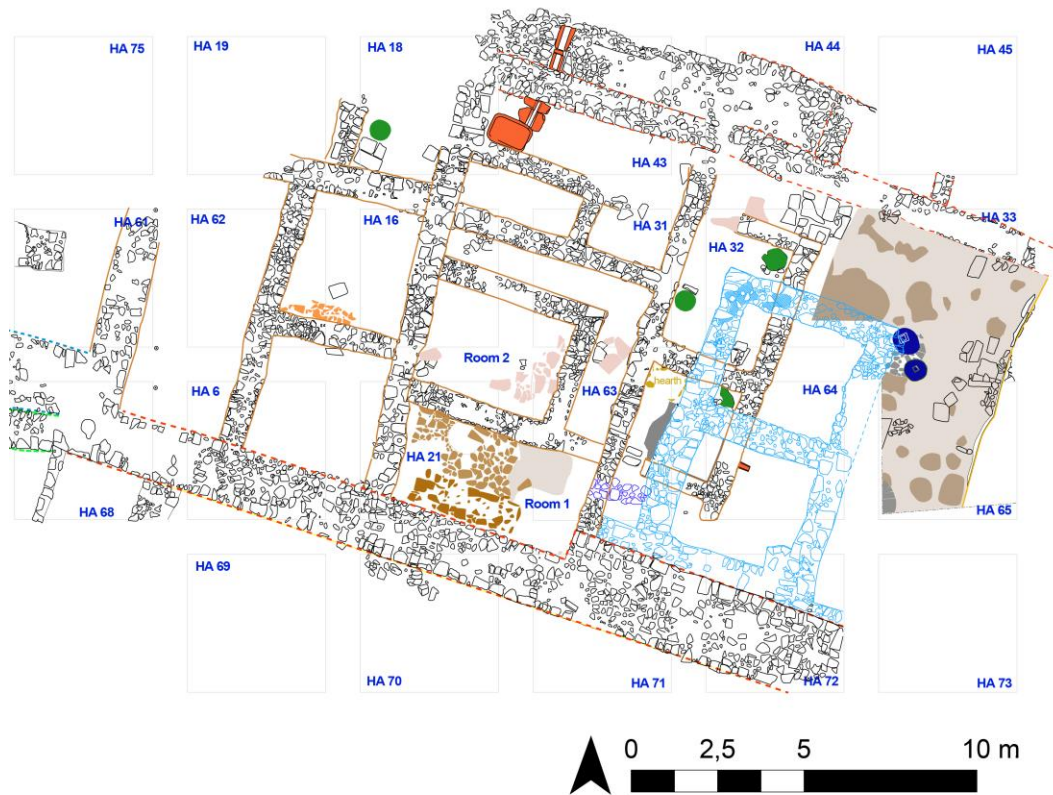 HA 75
HA 19
HA 18
HA 44
HA 45
HA 43
HA 61
HA 62
HA 16
HA 31
HA 32
HA 33
Room 2
hearth
HA 6
HA 63
HA 64
HA 21
Room 1
HA 68
HA 65
HA 69
HA 70
HA 71
HA 72
HA 73
0 2,5 5 10 m